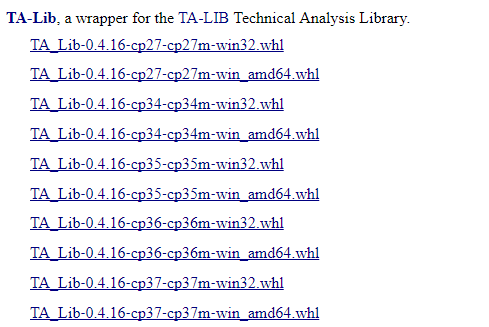 TA-Lib, a wrapper for the TA-LIB Technical Analysis Library.
TA_Lib-0.4.16-cp27-cp27m-win32.whl
TA_Lib-0.4.16-cp27-cp27m-win_amd64.whl
TA_Lib-0.4.16-cp34-cp34m-win32.whl
TA_Lib-0.4.16-cp34-cp34m-win_amd64.whl
TA_Lib-0.4.16-cp35-cp35m-win32.whl
TA_Lib-0.4.16-cp35-cp35m-win_amd64.whl
TA_Lib-0.4.16-cp36-cp36m-win32.whl
TA_Lib-0.4.16-cp36-cp36m-win_amd64.whl
TA_Lib-0.4.16-cp37-cp37m-win32.whl
TA_Lib-0.4.16-cp37-cp37m-win_amd64.whl